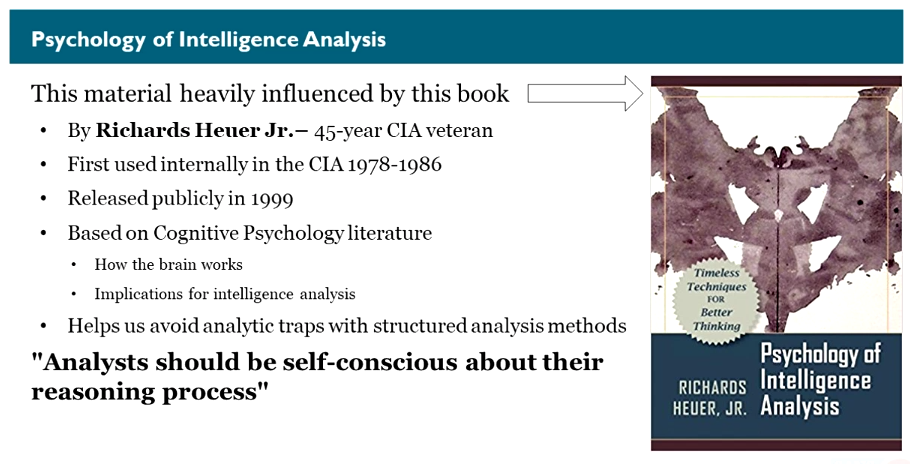 Psychology of Intelligence Analysis
This material heavily influenced by this book
• By Richards Heuer Jr.– 45-year CIA veteran
• First used internally in the CIA 1978-1986
• Released publicly in 1999
• Based on Cognitive Psychology literature
• How the brain works
• Implications for intelligence analysis
• Helps us avoid analytic traps with structured analysis methods
"Analysts should be self-conscious about their
reasoning process"
Timeless
Techniques
FOR
Better
Thinking
Psychology of
Intelligence
Analysis
RICHARDS
HEUER, JR.